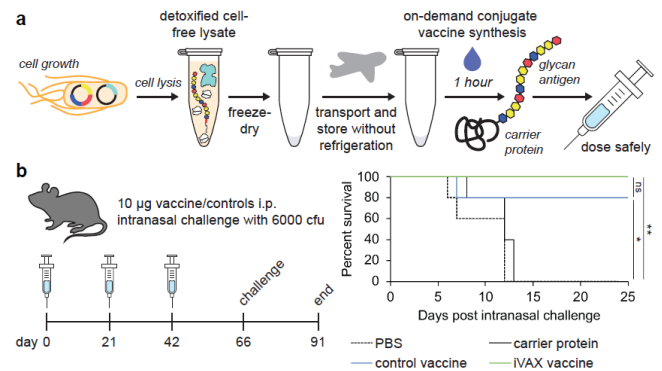 a
detoxified cell-
free lysate
on-demand conjugate
vaccine synthesis
cell growth
cell lysis
freeze-
dry
transport and
store without
refrigeration
1 hour
glycan
antigen
carrier
protein
dose safely
b
10 µg vaccine/controls i.p.
intranasal challenge with 6000 cfu
challenge
end
day 0 21 42 66 91
Percent survival
100
80
60
40
20
0
0 5 10 15 20 25
Days post intranasal challenge
ns
*
**
PBS
carrier protein
control vaccine
iVAX vaccine